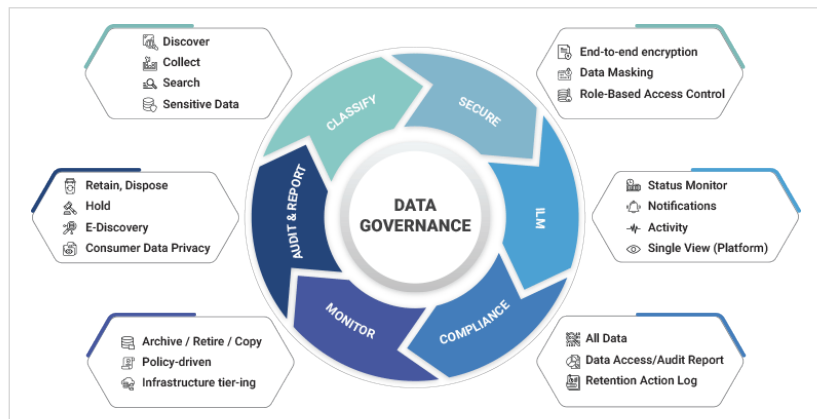 Discover
Collect
Search
Sensitive Data
End-to-end encryption
Data Masking
Role-Based Access Control
CLASSIFY
SECURE
Retain, Dispose
Hold
E-Discovery
Consumer Data Privacy
AUDIT & REPORT
DATA
GOVERNANCE
ILM
Status Monitor
Notifications
Activity
Single View (Platform)
MONITOR
COMPLIANCE
Archive / Retire / Copy
Policy-driven
Infrastructure tier-ing
All Data
Data Access/Audit Report
Retention Action Log